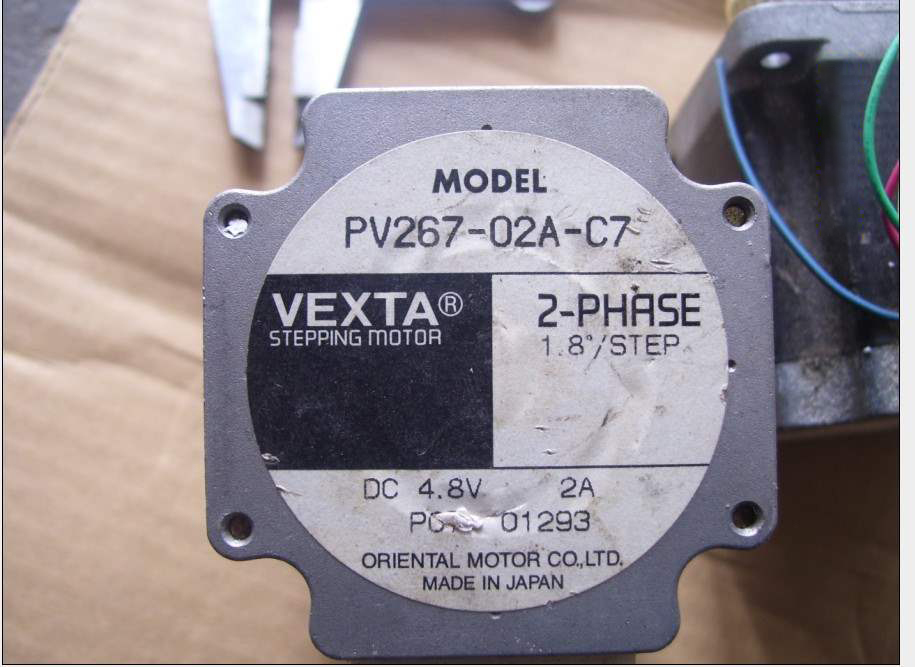 MODEL
PV267-02A-C7
VEXTA®
STEPPING MOTOR
2-PHASE
1.8°/STEP
DC 4.8V 2A
01293
ORIENTAL MOTOR CO.,LTD.
MADE IN JAPAN